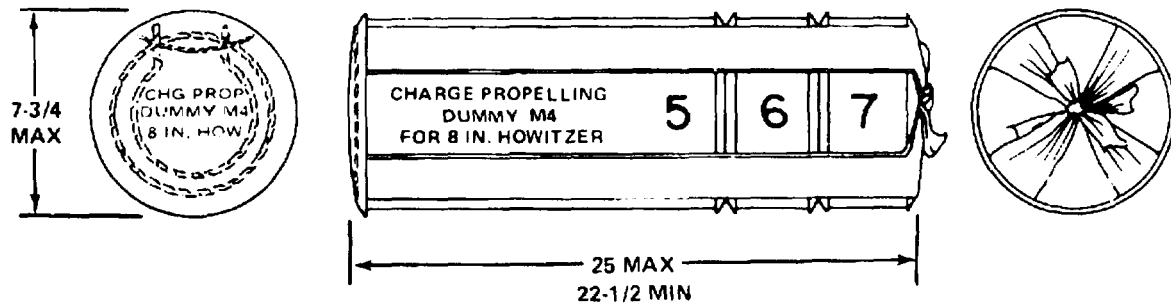 7-3/4
MAX
CHG PROP
DUMMY M4
8 IN. HOW
CHARGE PROPELLING
DUMMY M4
FOR 8 IN. HOWITZER
5 6 7
25 MAX
22-1/2 MIN